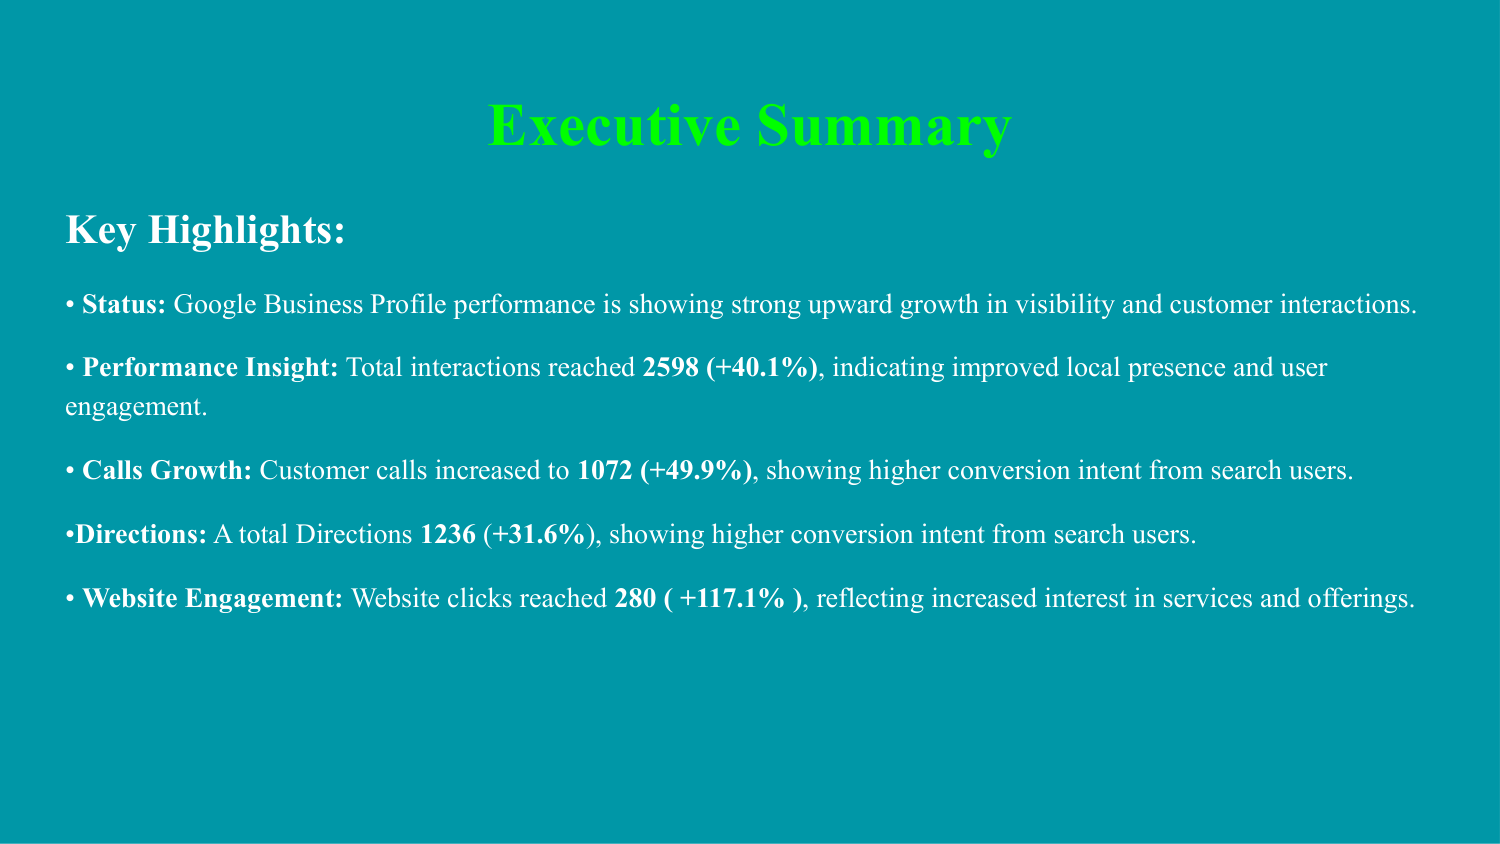 Executive Summary
Key Highlights:
• Status: Google Business Profile performance is showing strong upward growth in visibility and customer interactions.
• Performance Insight: Total interactions reached 2598 (+40.1%), indicating improved local presence and user
engagement.
• Calls Growth: Customer calls increased to 1072 (+49.9%), showing higher conversion intent from search users.
•Directions: A total Directions 1236 (+31.6%), showing higher conversion intent from search users.
• Website Engagement: Website clicks reached 280 ( +117.1% ), reflecting increased interest in services and offerings.